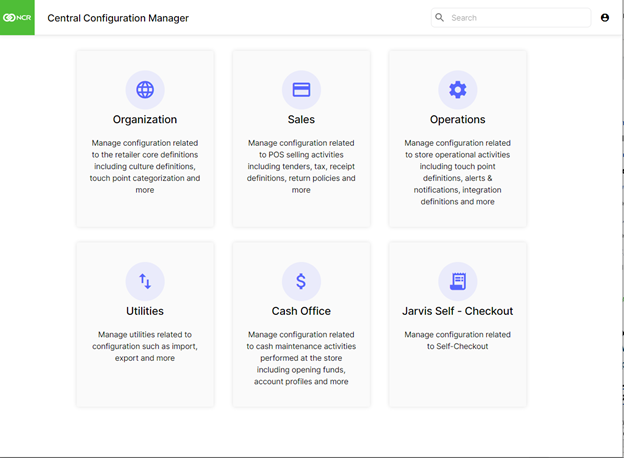 NCR
Central Configuration Manager
Search
Organization
Manage configuration related
to the retailer core definitions
including culture definitions,
touch point categorization and
more
Sales
Manage configuration related
to POS selling activities
including tenders, tax, receipt
definitions, return policies and
more
Operations
Manage configuration related
to store operational activities
including touch point
definitions, alerts &
notifications, integration
definitions and more
Utilities
Manage utilities related to
configuration such as import,
export and more
Cash Office
Manage configuration related
to cash maintenance activities
performed at the store
including opening funds,
account profiles and more
Jarvis Self - Checkout
Manage configuration related
to Self-Checkout